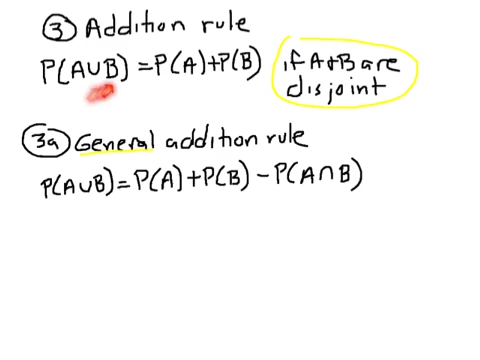 ③ Addition rule
P(A∪B) = P(A)+P(B) if A+B are
disjoint
③a General addition rule
P(A∪B) = P(A)+P(B) − P(A∩B)